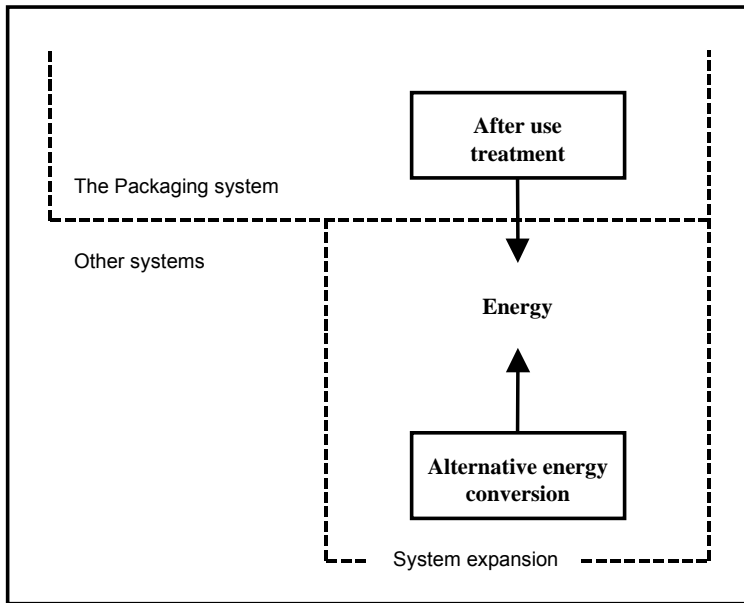 After use
treatment
The Packaging system
Other systems
Energy
Alternative energy
conversion
System expansion